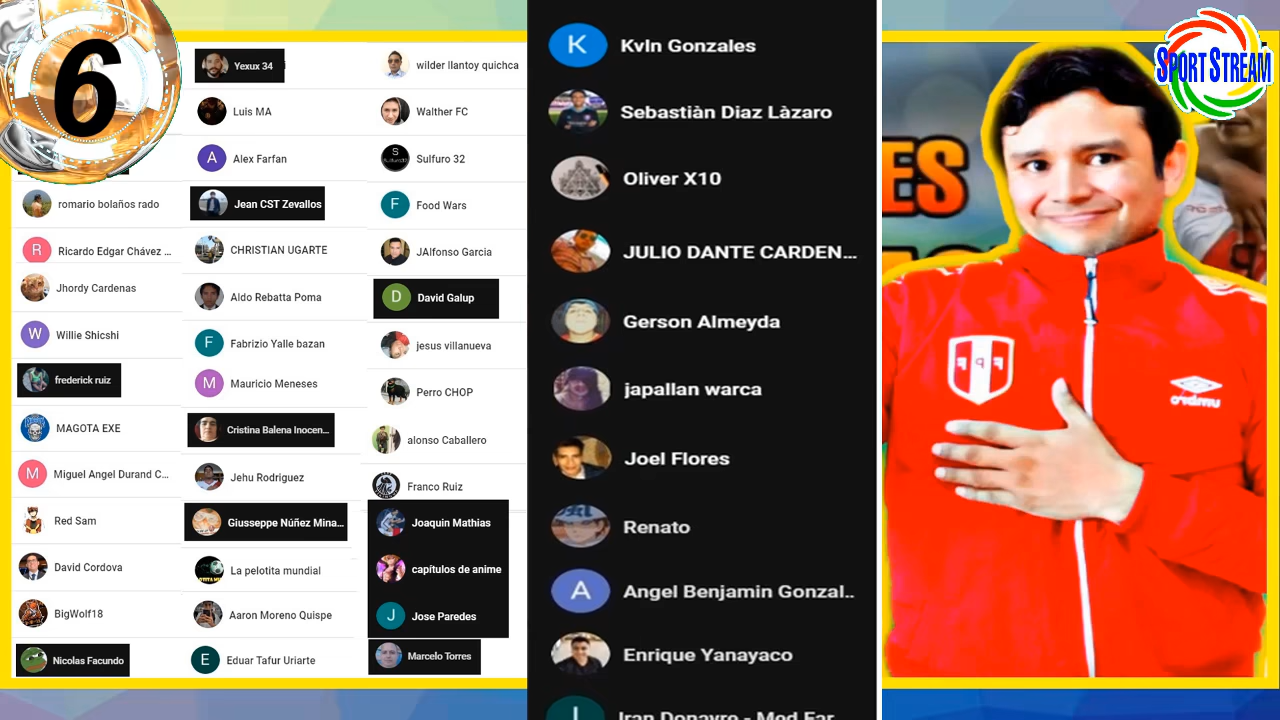 6
romario bolaños rado
Ricardo Edgar Chávez ...
R
Jhordy Cardenas
W
Willie Shicshi
frederick ruiz
MAGOTA EXE
M
Miguel Angel Durand C...
Red Sam
David Cordova
BigWolf18
Nicolas Facundo
Yexux 34
Luis MA
A
Alex Farfan
Jean CST Zevallos
CHRISTIAN UGARTE
Aldo Rebatta Poma
F
Fabrizio Yalle bazan
M
Mauricio Meneses
Cristina Balena Inocen...
Jehu Rodriguez
Giusseppe Núñez Mina...
La pelotita mundial
Aaron Moreno Quispe
E
Eduar Tafur Uriarte
wilder llantoy quichca
Walther FC
S
Sulfuro 32
F
Food Wars
JAlfonso Garcia
D
David Galup
jesus villanueva
Perro CHOP
alonso Caballero
Franco Ruiz
Joaquin Mathias
capítulos de anime
J
Jose Paredes
Marcelo Torres
K
KvIn Gonzales
Sebastiàn Diaz Làzaro
Oliver X10
JULIO DANTE CARDEN...
Gerson Almeyda
japallan warca
Joel Flores
Renato
A
Angel Benjamin Gonzal..
Enrique Yanayaco
SPORT STREAM
ES
FPF
umbro